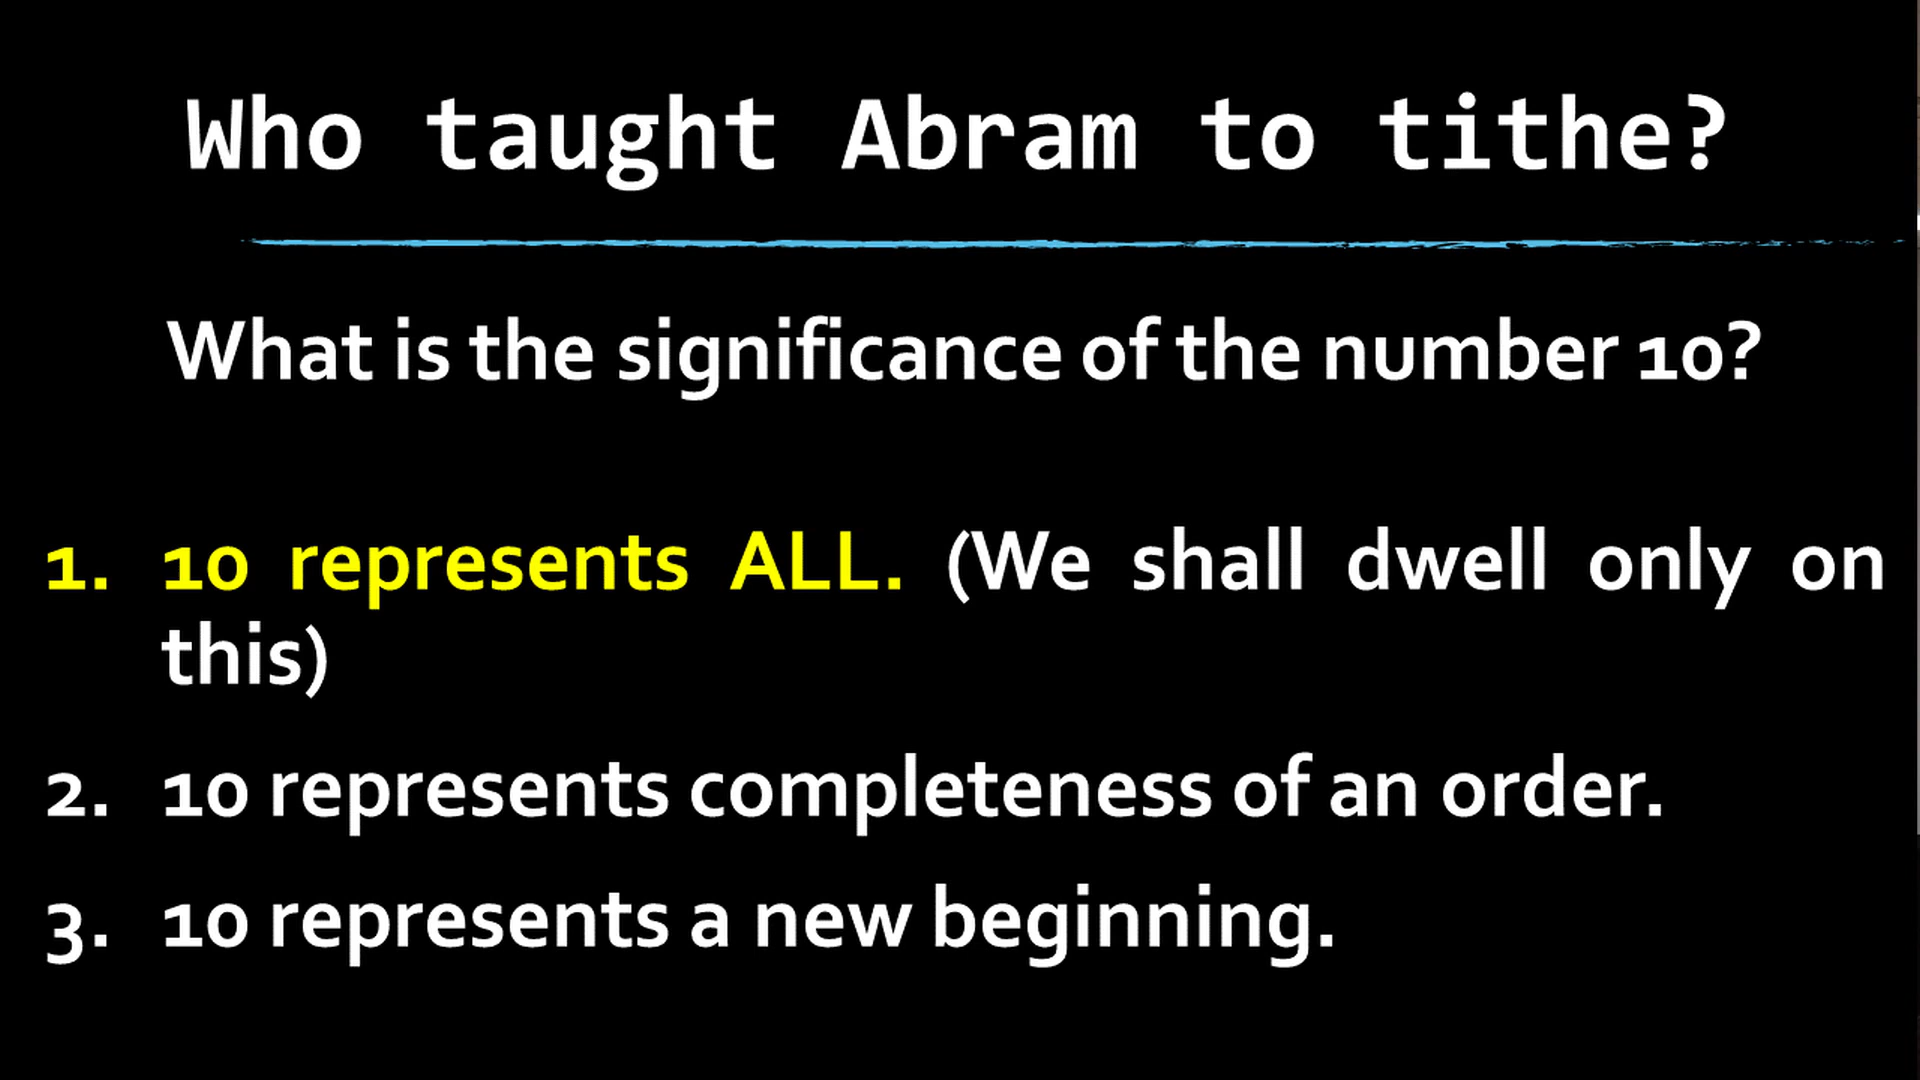 Who taught Abram to tithe?
What is the significance of the number 10?
1. 10 represents ALL. (We shall dwell only on
this)
2. 10 represents completeness of an order.
3. 10 represents a new beginning.